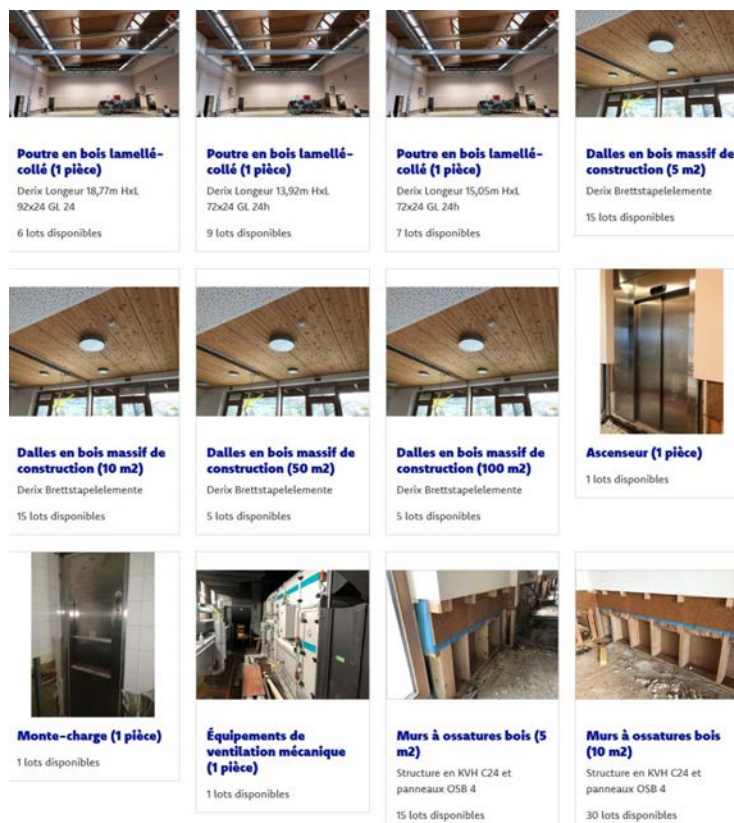 Poutre en bois lamellé-
collé (1 pièce)
Derix Longeur 18,77m HxL
92x24 GL 24
6 lots disponibles
Poutre en bois lamellé-
collé (1 pièce)
Derix Longeur 13,92m HxL
72x24 GL 24h
9 lots disponibles
Poutre en bois lamellé-
collé (1 pièce)
Derix Longeur 15,05m HxL
72x24 GL 24h
7 lots disponibles
Dalles en bois massif de
construction (5 m2)
Derix Brettstapelelemente
15 lots disponibles
Dalles en bois massif de
construction (10 m2)
Derix Brettstapelelemente
15 lots disponibles
Dalles en bois massif de
construction (50 m2)
Derix Brettstapelelemente
5 lots disponibles
Dalles en bois massif de
construction (100 m2)
Derix Brettstapelelemente
5 lots disponibles
Ascenseur (1 pièce)
1 lots disponibles
Monte-charge (1 pièce)
1 lots disponibles
Équipements de
ventilation mécanique
(1 pièce)
1 lots disponibles
Murs à ossatures bois (5
m2)
Structure en KVH C24 et
panneaux OSB 4
15 lots disponibles
Murs à ossatures bois
(10 m2)
Structure en KVH C24 et
panneaux OSB 4
30 lots disponibles